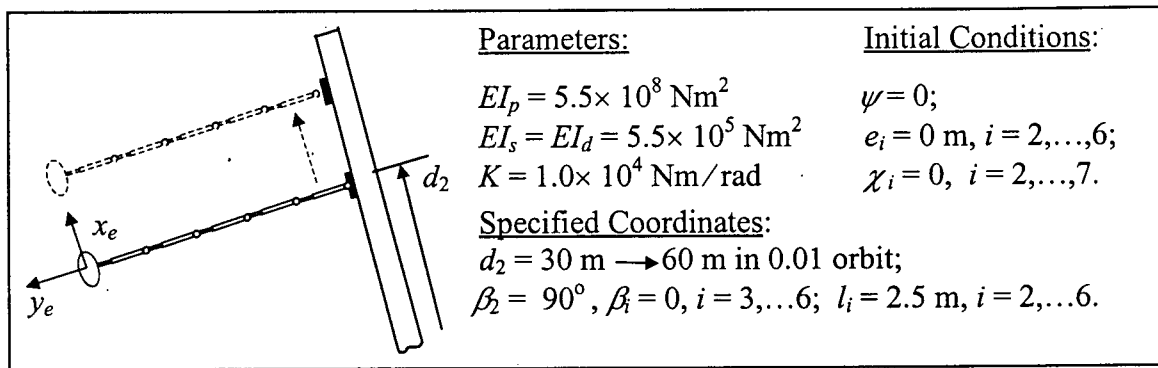 Parameters:
EI_p = 5.5× 10^8 Nm^2
EI_s = EI_d = 5.5× 10^5 Nm^2
K = 1.0× 10^4 Nm/rad
Initial Conditions:
ψ = 0;
e_i = 0 m, i = 2,...,6;
χ_i = 0, i = 2,...,7.
Specified Coordinates:
d_2 = 30 m → 60 m in 0.01 orbit;
β_2 = 90°, β_i = 0, i = 3,...6; l_i = 2.5 m, i = 2,...6.
d_2
x_e
y_e